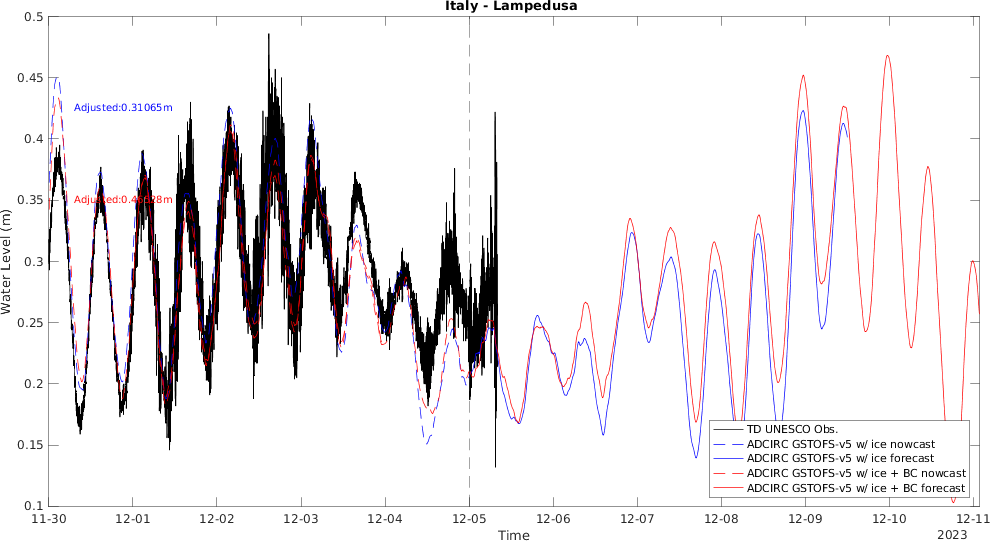 Italy - Lampedusa
0.5
0.45
0.4
0.35
0.3
0.25
0.2
0.15
0.1
Water Level (m)
Adjusted:0.31065m
11-30
12-01
12-02
12-03
12-04
12-05
12-06
12-07
12-08
12-09
12-10
12-11
Time
2023
TD UNESCO Obs.
ADCIRC GSTOFS-v5 w/ ice nowcast
ADCIRC GSTOFS-v5 w/ ice forecast
ADCIRC GSTOFS-v5 w/ ice + BC nowcast
ADCIRC GSTOFS-v5 w/ ice + BC forecast